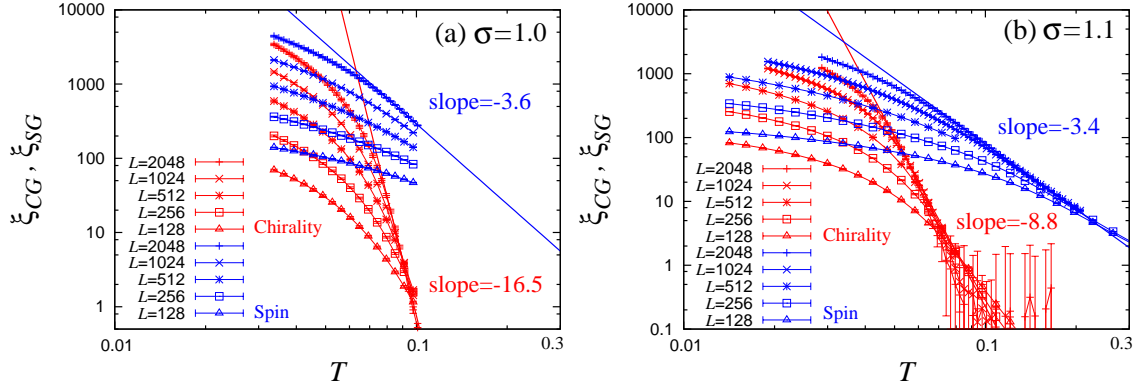 ξCG , ξSG
10000
1000
100
10
1
0.01
0.1
0.3
T
(a) σ=1.0
slope=-3.6
slope=-16.5
L=2048
L=1024
L=512
L=256
L=128
Chirality
L=2048
L=1024
L=512
L=256
L=128
Spin
ξCG , ξSG
10000
1000
100
10
1
0.1
0.01
0.1
0.3
T
(b) σ=1.1
slope=-3.4
slope=-8.8
L=2048
L=1024
L=512
L=256
L=128
Chirality
L=2048
L=1024
L=512
L=256
L=128
Spin